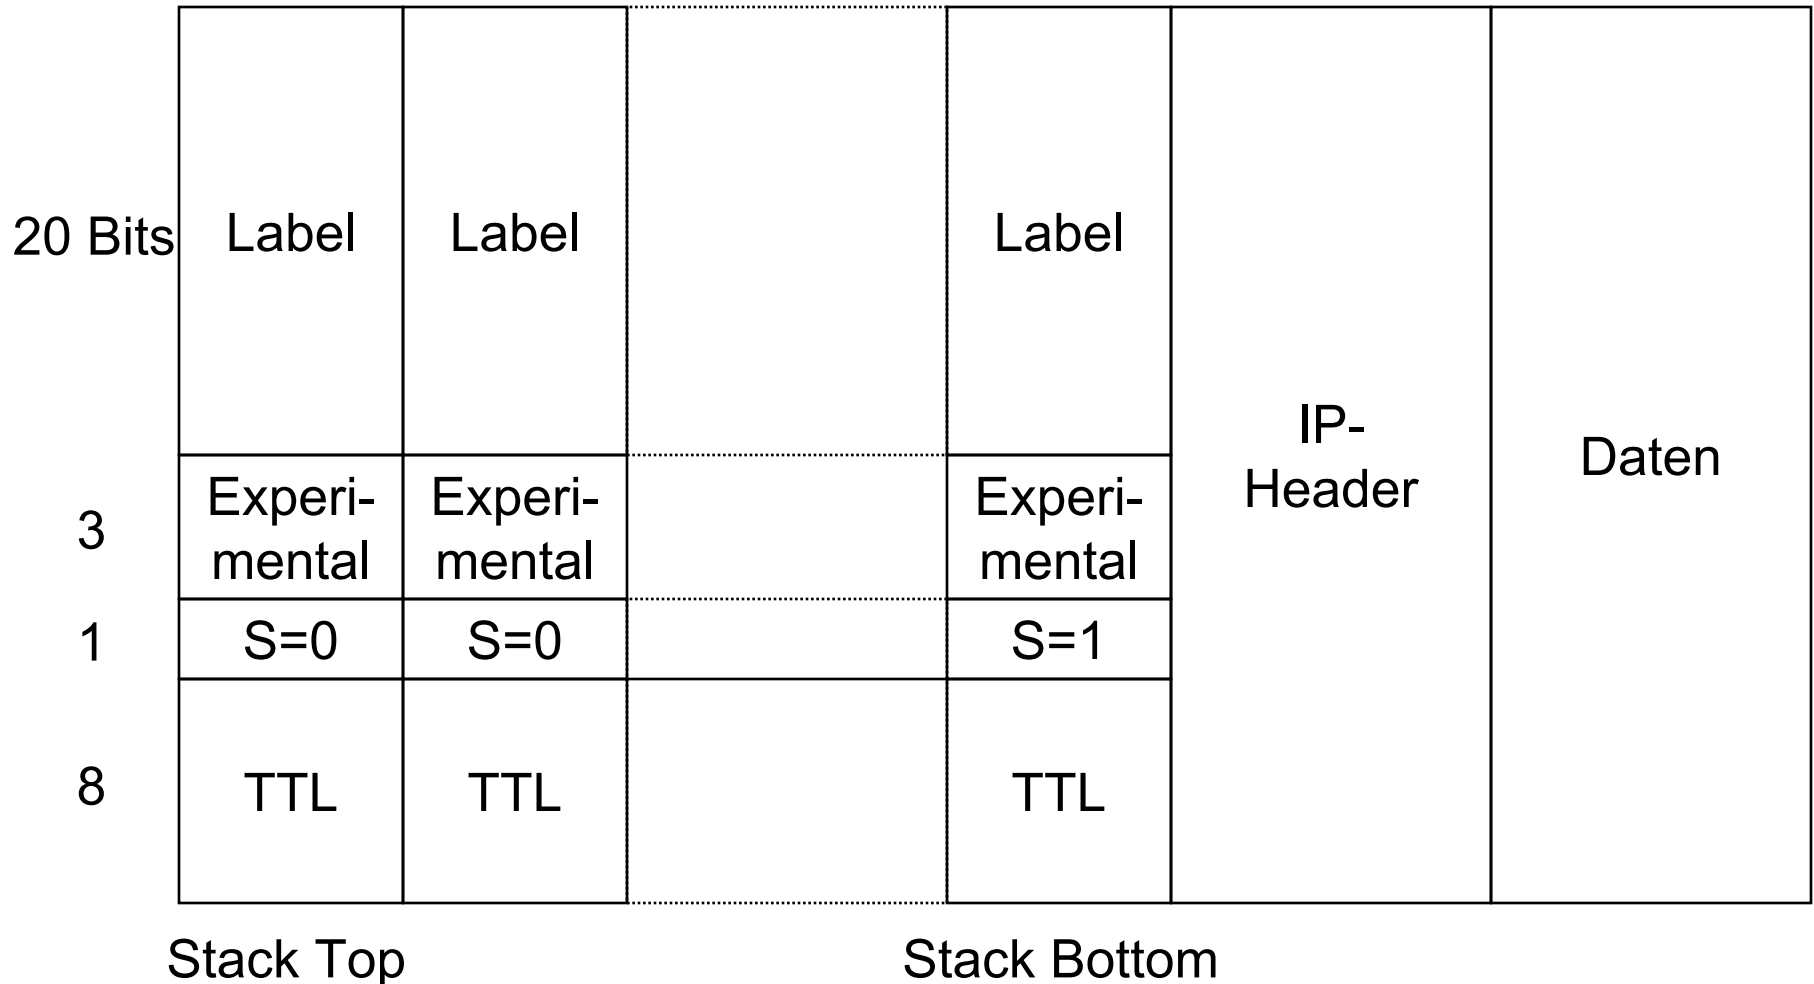 20 Bits
Label
Label
Label
IP-
Header
Daten
3
Experi-
mental
Experi-
mental
Experi-
mental
1
S=0
S=0
S=1
8
TTL
TTL
TTL
Stack Top
Stack Bottom